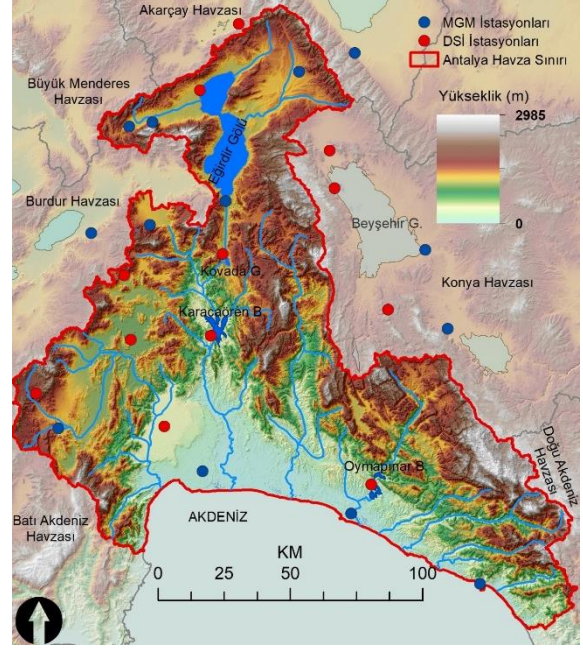 Akarçay Havzası
MGM İstasyonları
DSİ İstasyonları
Antalya Havza Sınırı
Büyük Menderes
Havzası
Yükseklik (m)
2985
0
Eğirdir Gölü
Burdur Havzası
Beyşehir G.
Kovada G.
Konya Havzası
Karacaören B.
Oymapınar B.
Doğu Akdeniz
Havzası
Batı Akdeniz
Havzası
AKDENİZ
KM
0 25 50 100